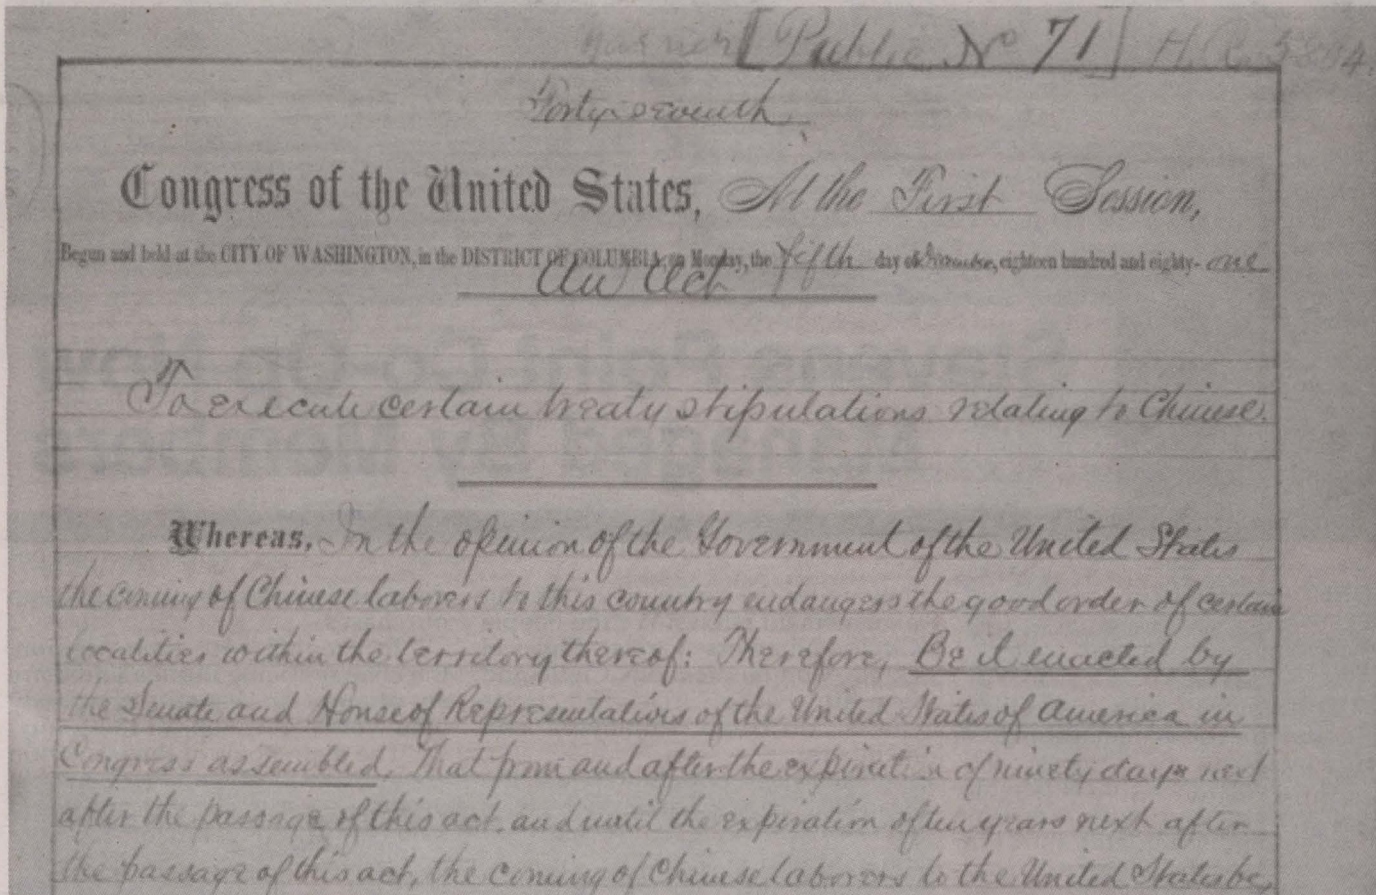 [Public No 71] H.R. 5804.
Forty-seventh
Congress of the United States, At the First Session,
Begun and held at the CITY OF WASHINGTON, in the DISTRICT OF COLUMBIA, on Monday, the fifth day of December, eighteen hundred and eighty-one
An Act
To execute certain treaty stipulations relating to Chinese.
Whereas, In the opinion of the Government of the United States
the coming of Chinese laborers to this country endangers the good order of certain
localities within the territory thereof: Therefore, Be it enacted by
the Senate and House of Representatives of the United States of America in
Congress assembled, That from and after the expiration of ninety days next
after the passage of this act, and until the expiration of ten years next after
the passage of this act, the coming of Chinese laborers to the United States be,